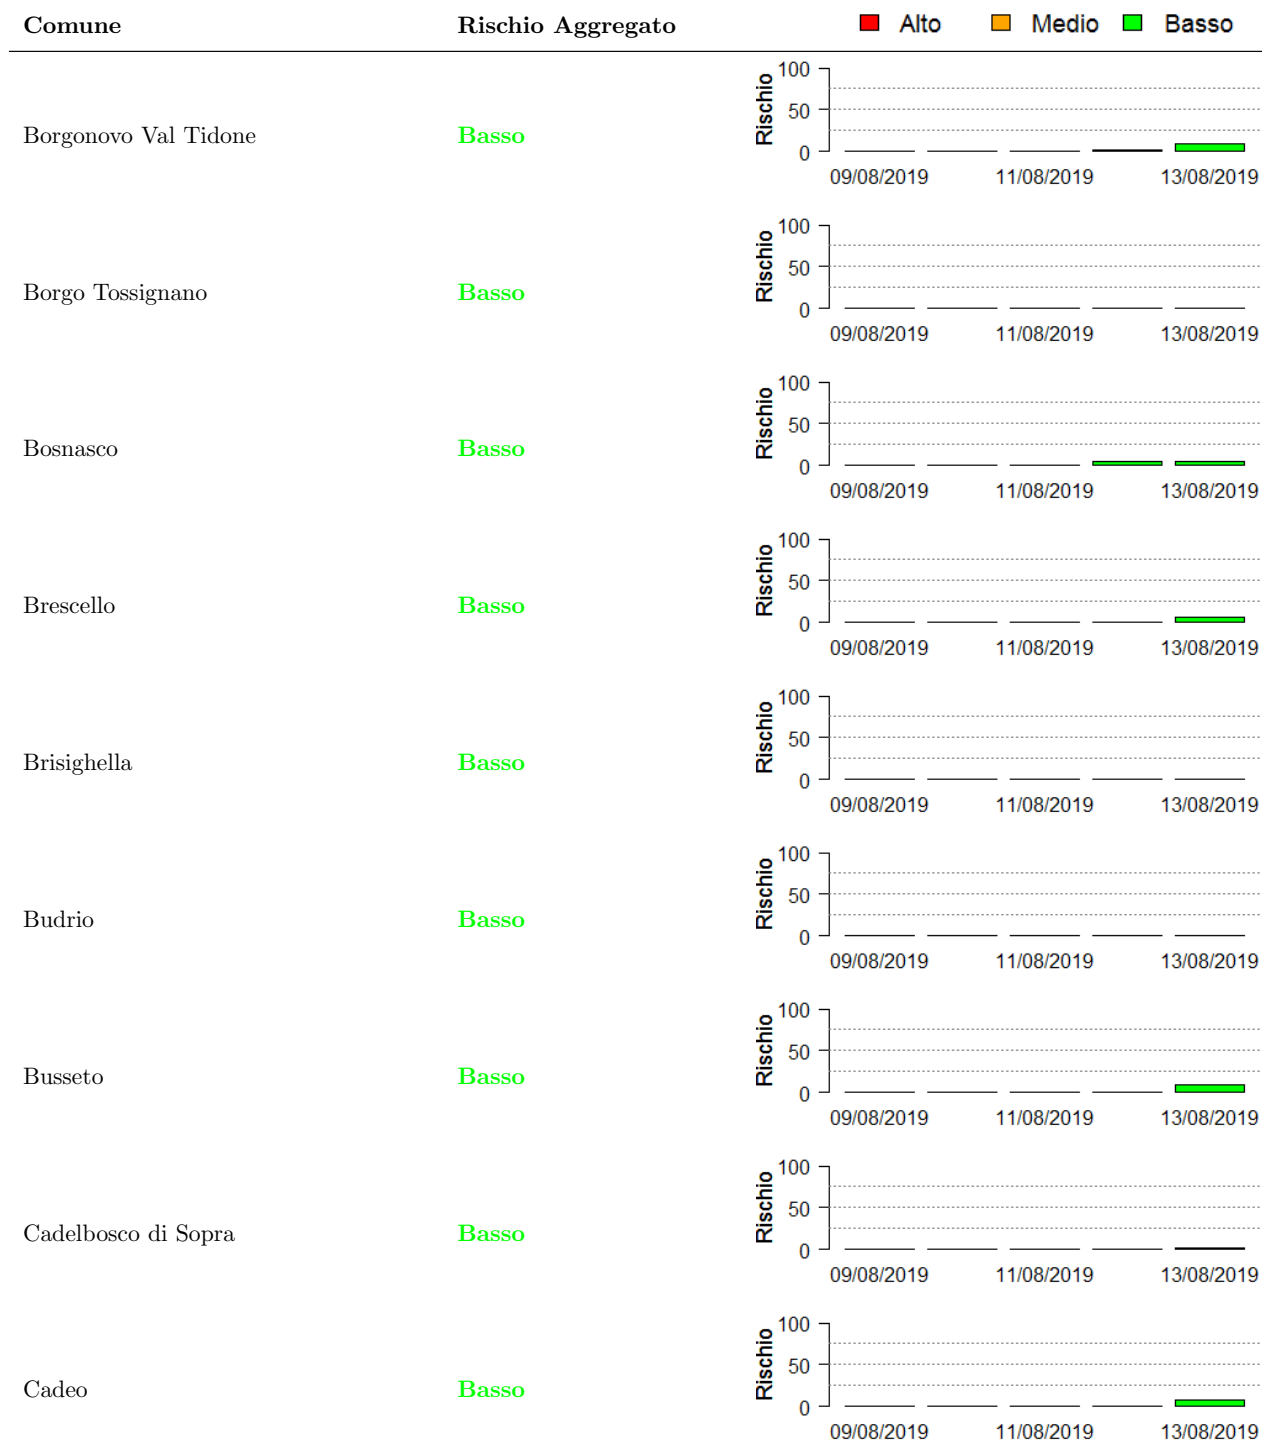 Comune Rischio Aggregato Alto Medio Basso
100
50
0
Rischio
Borgonovo Val Tidone Basso
09/08/2019 11/08/2019 13/08/2019
100
50
0
Rischio
Borgo Tossignano Basso
09/08/2019 11/08/2019 13/08/2019
100
50
0
Rischio
Bosnasco Basso
09/08/2019 11/08/2019 13/08/2019
100
50
0
Rischio
Brescello Basso
09/08/2019 11/08/2019 13/08/2019
100
50
0
Rischio
Brisighella Basso
09/08/2019 11/08/2019 13/08/2019
100
50
0
Rischio
Budrio Basso
09/08/2019 11/08/2019 13/08/2019
100
50
0
Rischio
Busseto Basso
09/08/2019 11/08/2019 13/08/2019
100
50
0
Rischio
Cadelbosco di Sopra Basso
09/08/2019 11/08/2019 13/08/2019
100
50
0
Rischio
Cadeo Basso
09/08/2019 11/08/2019 13/08/2019